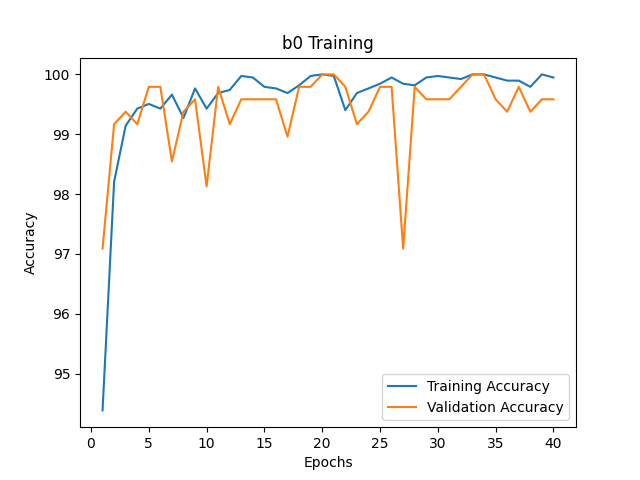 b0 Training
100
99
98
97
96
95
Accuracy
0 5 10 15 20 25 30 35 40
Epochs
Training Accuracy
Validation Accuracy